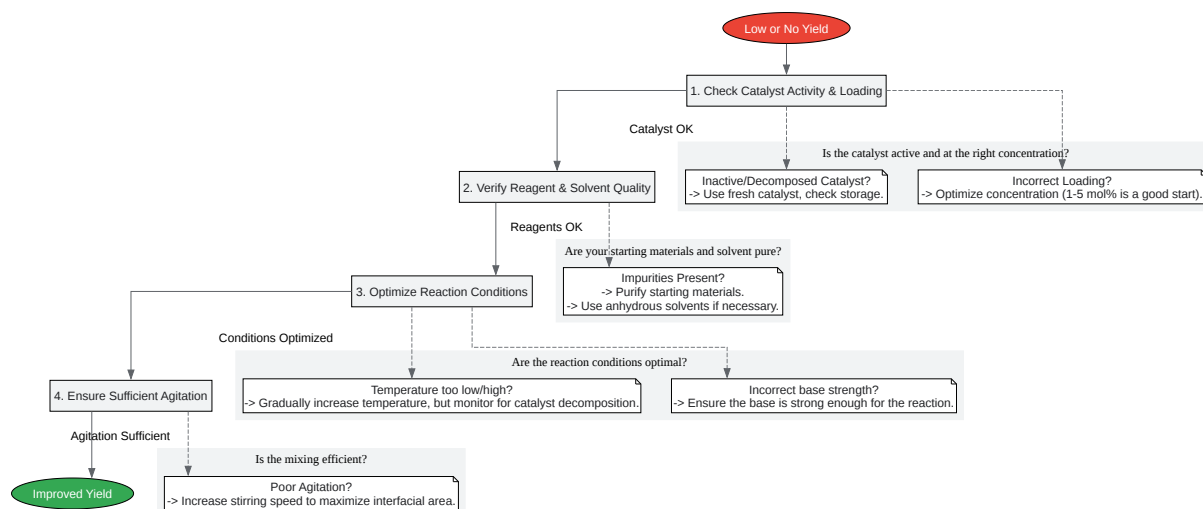 Low or No Yield
1. Check Catalyst Activity & Loading
Catalyst OK
Is the catalyst active and at the right concentration?
Inactive/Decomposed Catalyst?
-> Use fresh catalyst, check storage.
Incorrect Loading?
-> Optimize concentration (1-5 mol% is a good start).
2. Verify Reagent & Solvent Quality
Reagents OK
Are your starting materials and solvent pure?
Impurities Present?
-> Purify starting materials.
-> Use anhydrous solvents if necessary.
3. Optimize Reaction Conditions
Conditions Optimized
Are the reaction conditions optimal?
Temperature too low/high?
-> Gradually increase temperature, but monitor for catalyst decomposition.
Incorrect base strength?
-> Ensure the base is strong enough for the reaction.
4. Ensure Sufficient Agitation
Agitation Sufficient
Is the mixing efficient?
Poor Agitation?
-> Increase stirring speed to maximize interfacial area.
Improved Yield